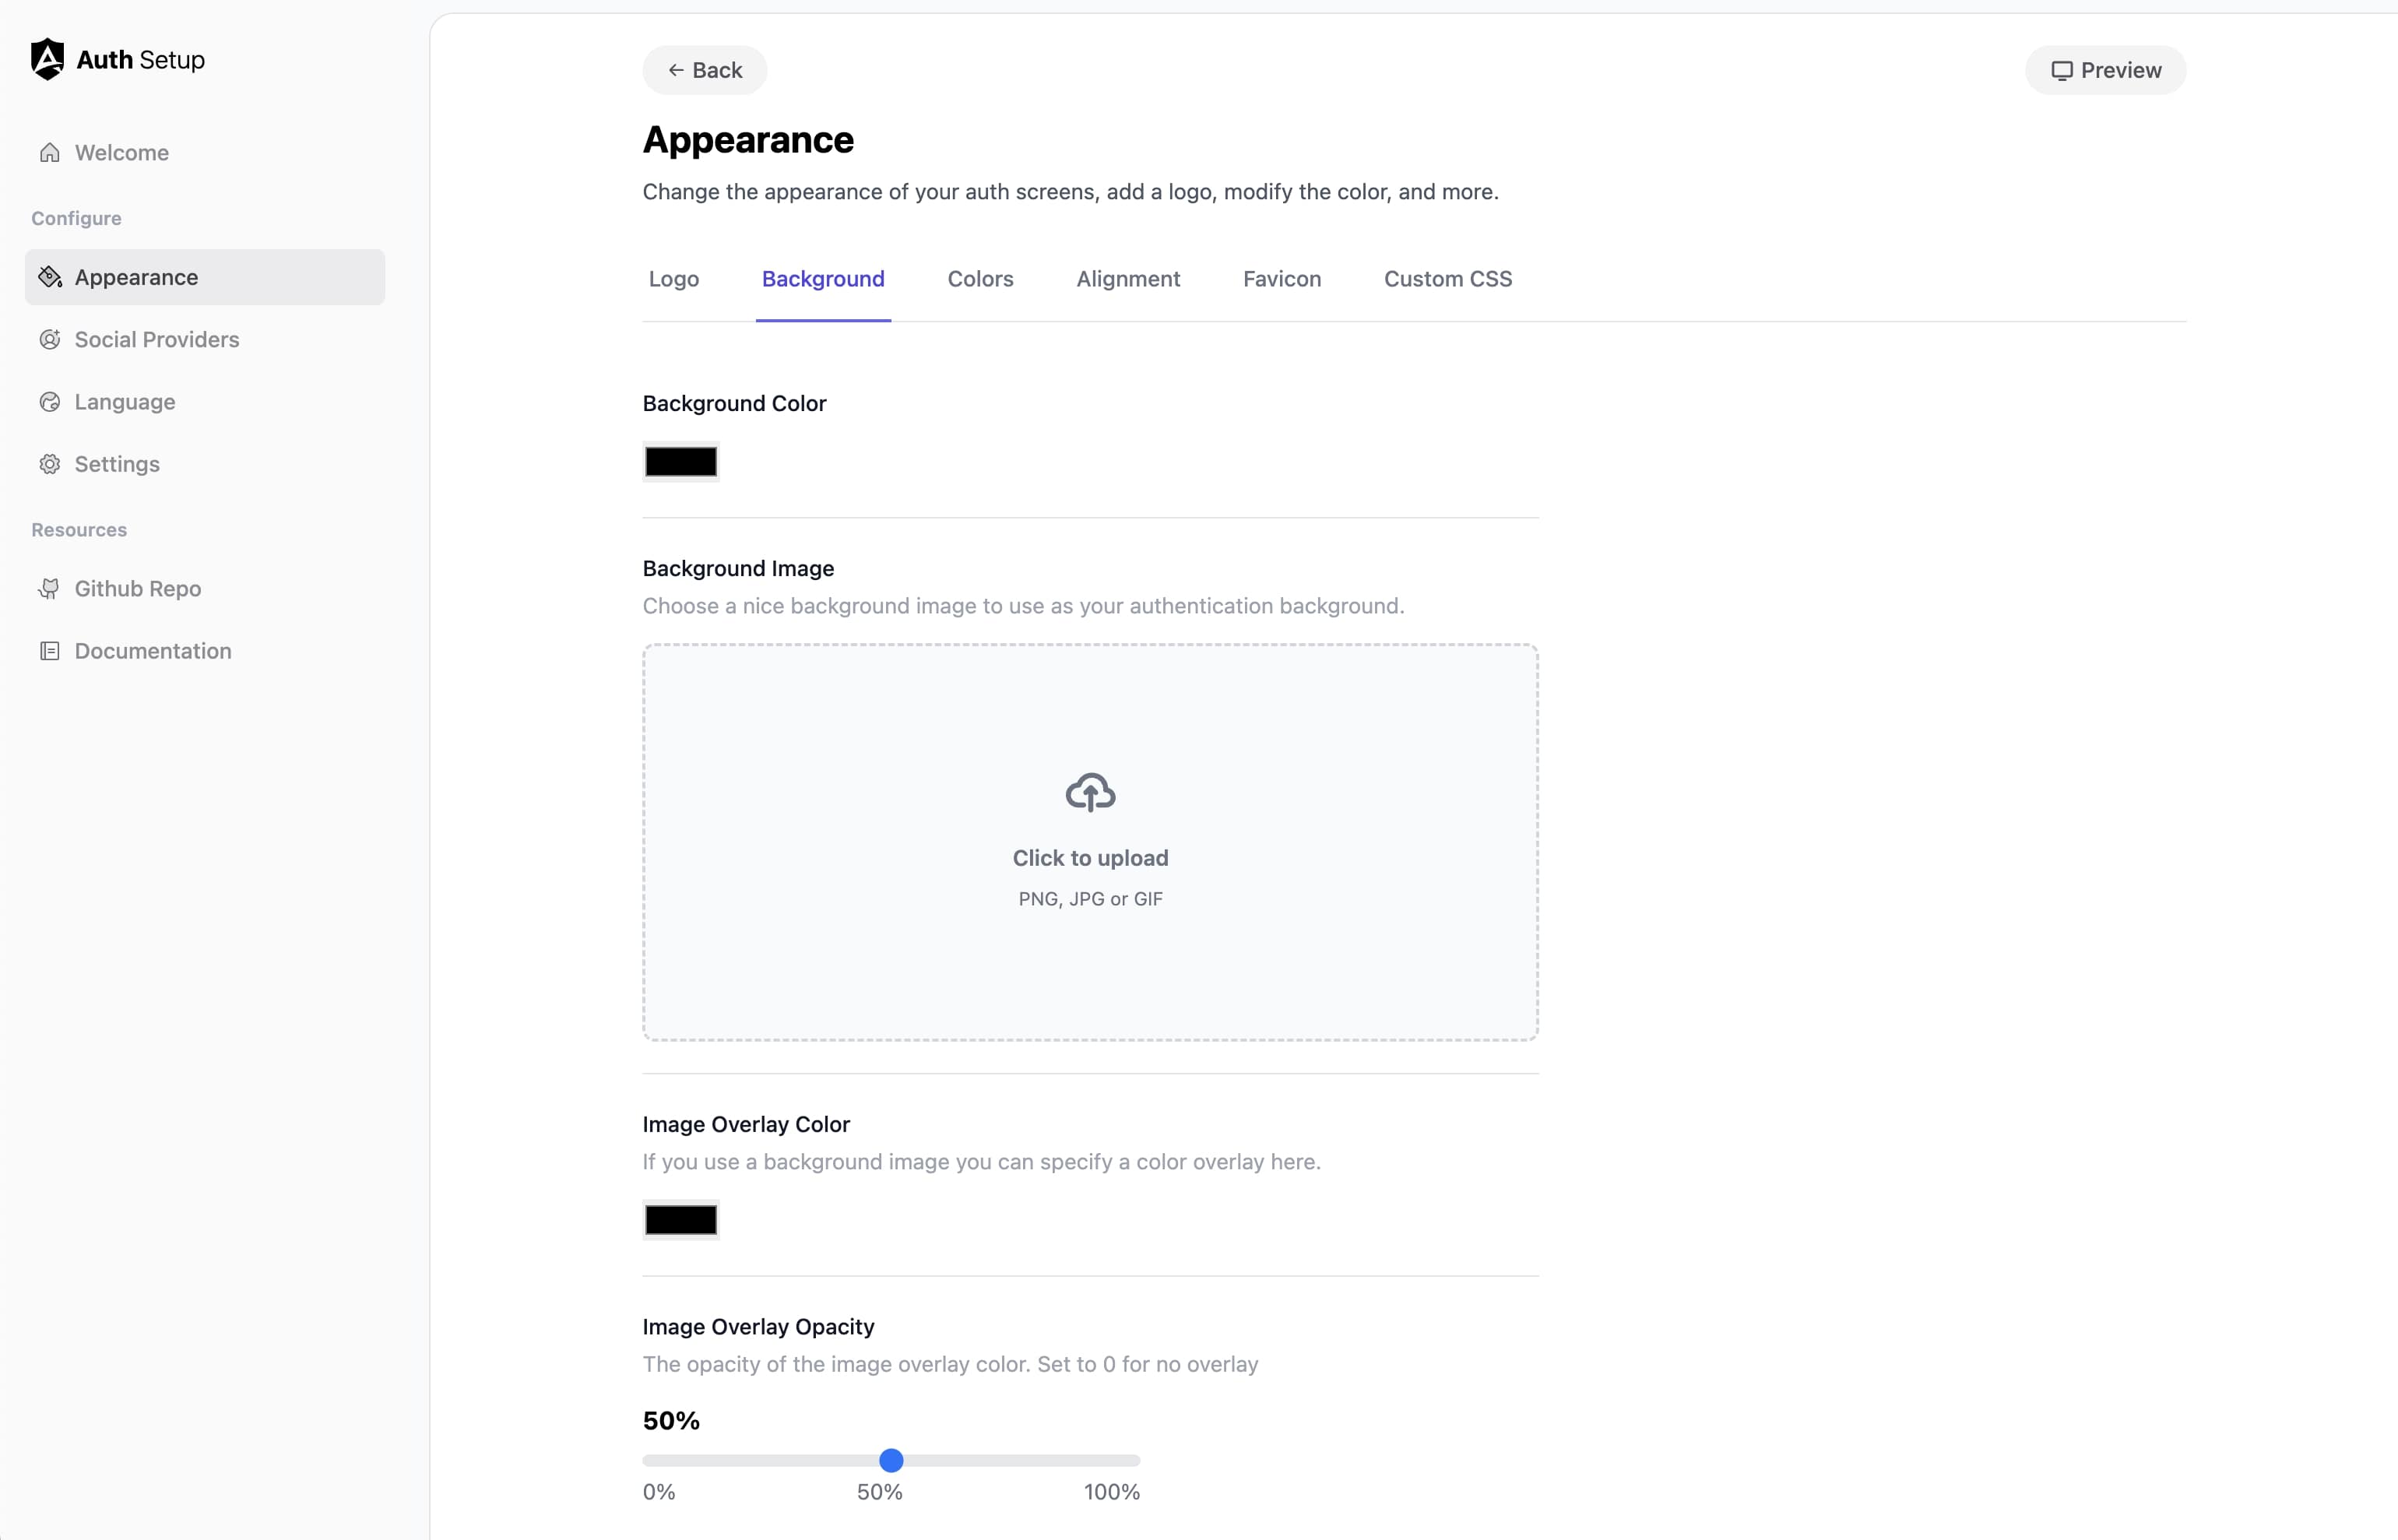 Auth Setup
Welcome
Configure
Appearance
Social Providers
Language
Settings
Resources
Github Repo
Documentation
Back
Preview
Appearance
Change the appearance of your auth screens, add a logo, modify the color, and more.
Logo
Background
Colors
Alignment
Favicon
Custom CSS
Background Color
Background Image
Choose a nice background image to use as your authentication background.
Click to upload
PNG, JPG or GIF
Image Overlay Color
If you use a background image you can specify a color overlay here.
Image Overlay Opacity
The opacity of the image overlay color. Set to 0 for no overlay
50%
0%
50%
100%